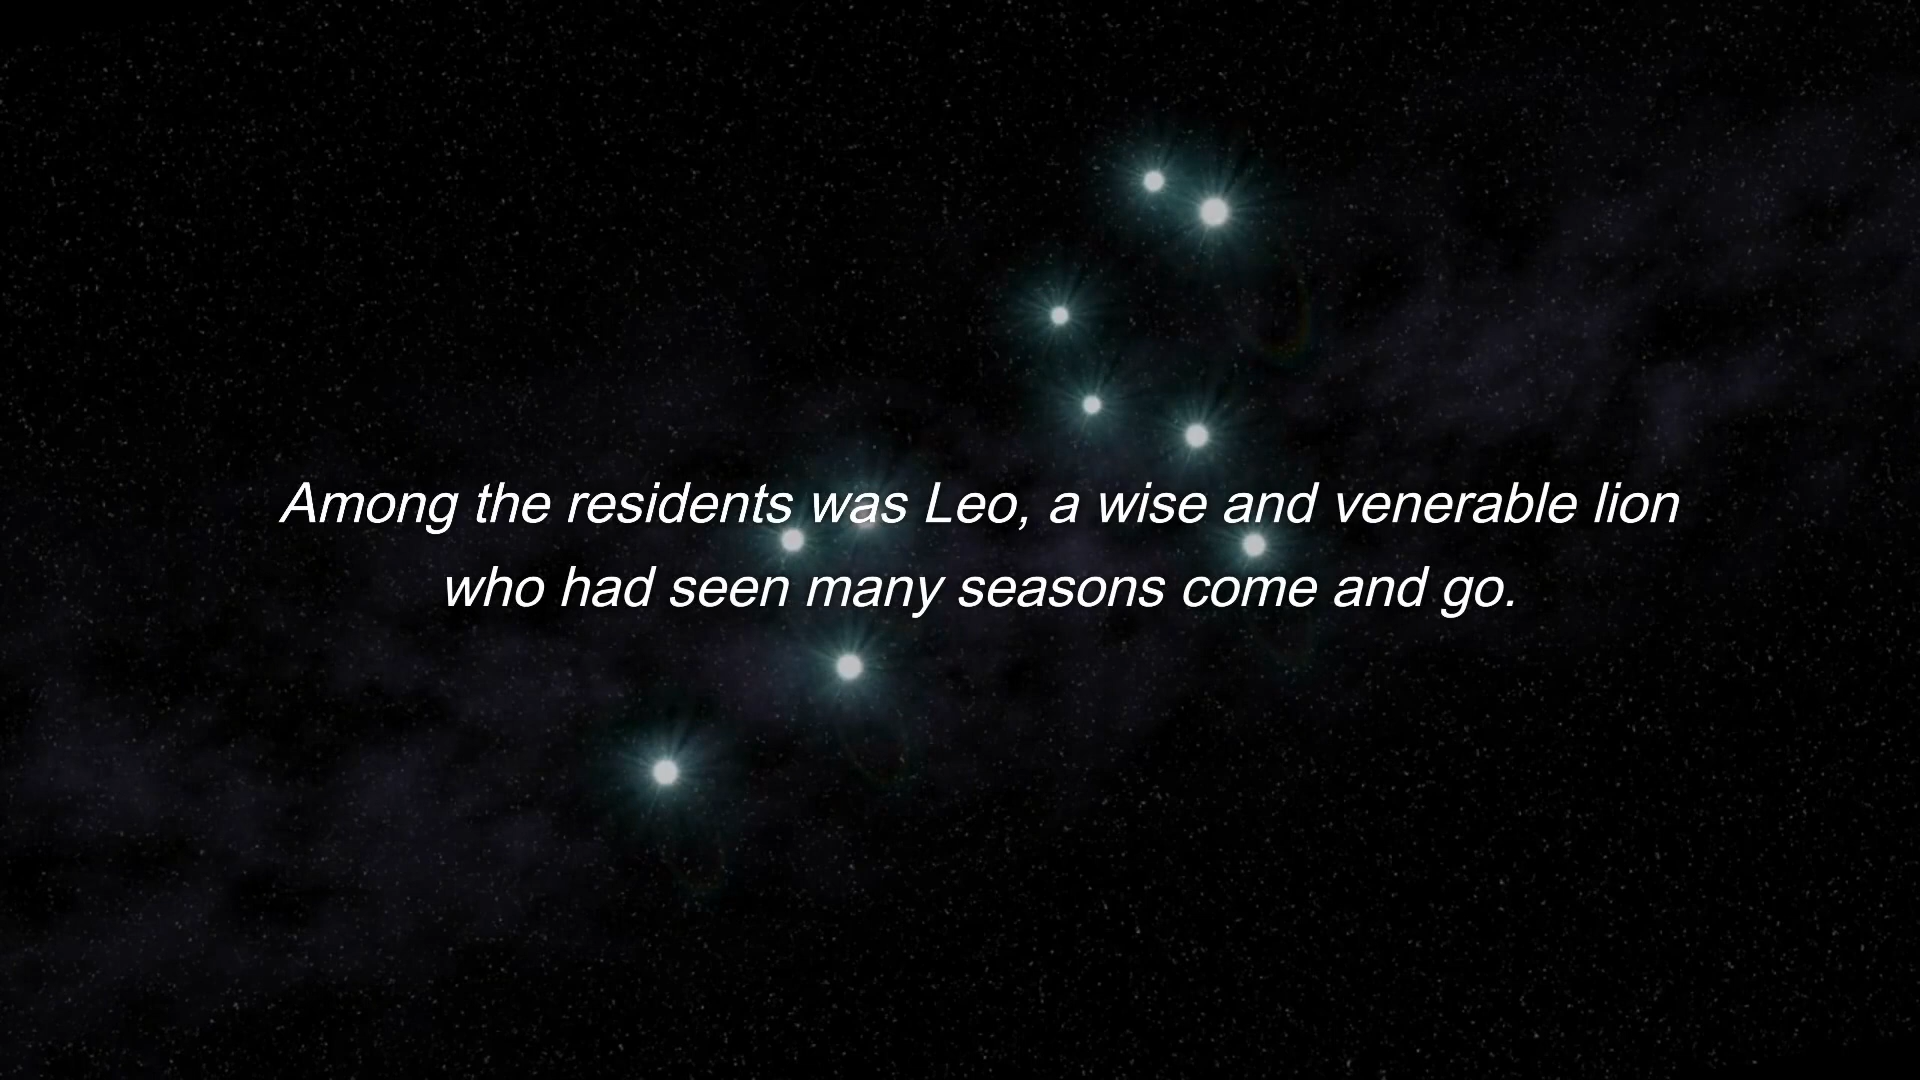 Among the residents was Leo, a wise and venerable lion
who had seen many seasons come and go.